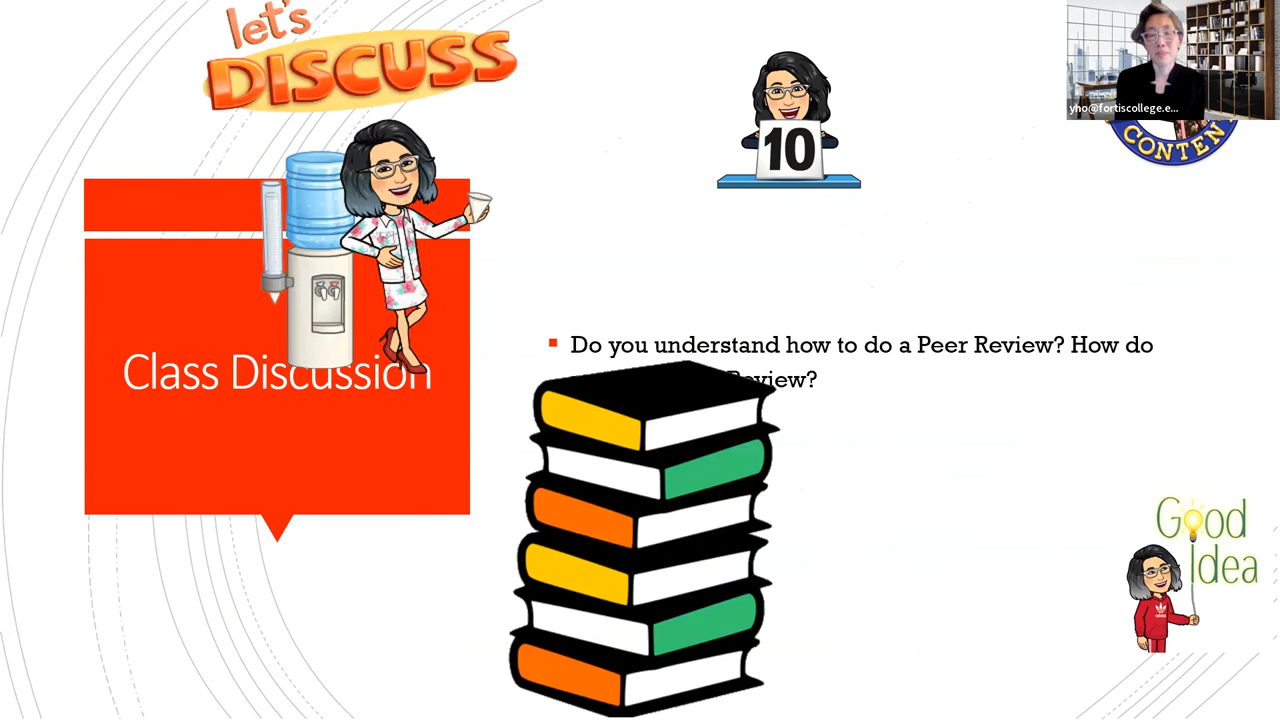 let's
DISCUSS
10
yho@fortiscollege.e...
CONTENT
Class Discussion
Do you understand how to do a Peer Review? How do
Review?
Good
Idea